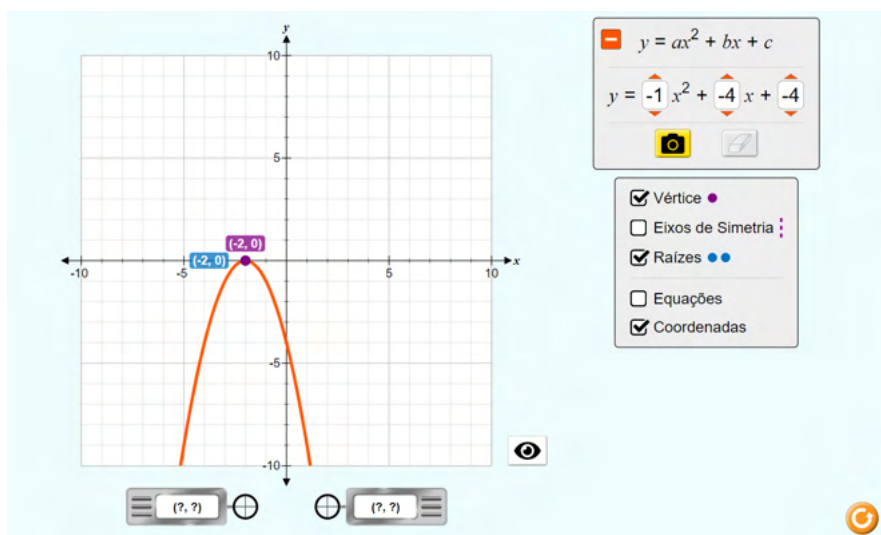 y
10
5
(-2, 0)
(-2, 0)
-10
-5
5
10
x
-5
-10
(?, ?)
(?, ?)
y = ax² + bx + c
y = -1 x² + -4 x + -4
Vértice
Eixos de Simetria
Raízes
Equações
Coordenadas